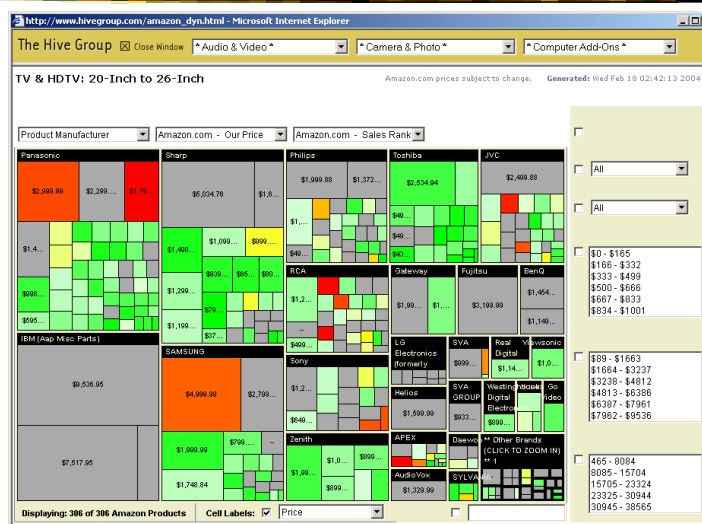 http://www.hivegroup.com/amazon_dyn.html - Microsoft Internet Explorer
The Hive Group Close Window * Audio & Video * * Camera & Photo * * Computer Add-Ons *
TV & HDTV: 20-Inch to 26-Inch Amazon.com prices subject to change. Generated: Wed Feb 18 02:42:13 2004
Product Manufacturer Amazon.com - Our Price Amazon.com - Sales Rank
Panasonic Sharp Philips Toshiba JVC
All
$2,999.99 $2,299.... $1,79... $5,034.76 $1,6... $1,999.88 $1,372... $2,534.94 $2,499.88
All
$1,... $49...
$1,4... $1,498... $1,099... $999.... $49... $49... $43...
$0 - $165
$166 - $332
$333 - $499
$500 - $666
$667 - $833
$834 - $1001
RCA Gateway Fujitsu BenQ
$998... $1,299... $939... $85... $80... $1,2... $1,99... $1,... $3,199.99 $1,454...
$595... $1,199... $79... $37... .. $499... $1,149...
IBM (Aap Misc Parts) SAMSUNG Sony
LG Electronics (formerly SVA Real Digital Viewsonic
$999... $1,14... $1,0...
$89 - $1663
$1664 - $3237
$3238 - $4812
$4813 - $6386
$6387 - $7961
$7962 - $9536
$9,536.95 $4,999.99 $2,799... $1,2... $849...
Helios SVA GROUP Digital Go Video
$1,599.99 $933... $899...
Zenith APEX ** Other Brands
(CLICK TO ZOOM IN)
** 1
$1,999.99 $799.... .. $1,99... $1,0... $899...
$7,517.95 $1,748.84 $899...
AudioVox SYLVA
$1,329.99
465 - 8084
8085 - 15704
15705 - 23324
23325 - 30944
30945 - 38565
Displaying: 306 of 306 Amazon Products Cell Labels: Price